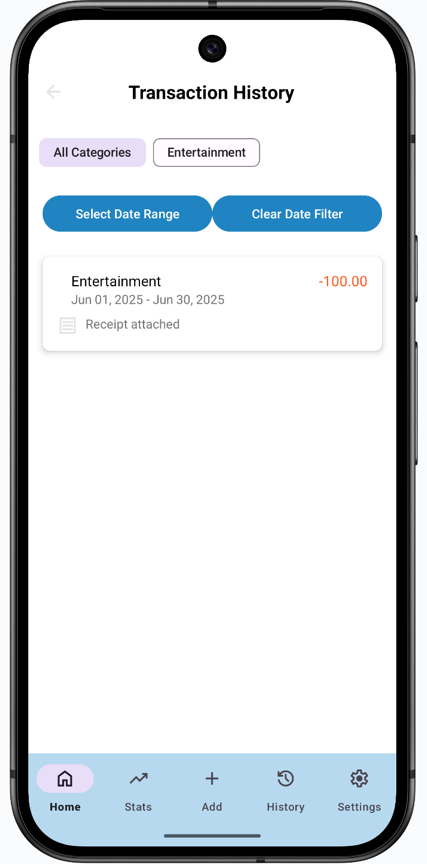 Transaction History
All Categories Entertainment
Select Date Range Clear Date Filter
Entertainment -100.00
Jun 01, 2025 - Jun 30, 2025
Receipt attached
Home Stats Add History Settings